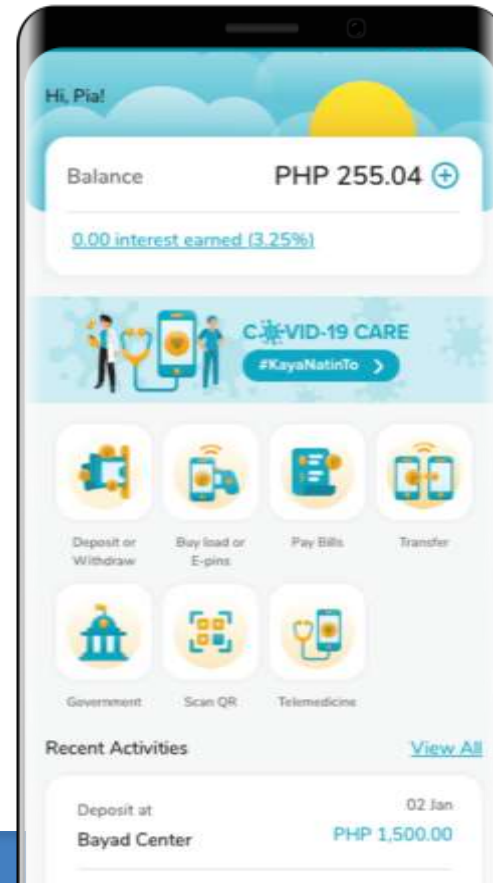 Hi, Pia!
Balance PHP 255.04
0.00 interest earned (3.25%)
COVID-19 CARE
#KayaNatinTo
Deposit or Withdraw
Buy load or E-pins
Pay Bills
Transfer
Government
Scan QR
Telemedicine
Recent Activities View All
Deposit at 02 Jan
Bayad Center PHP 1,500.00